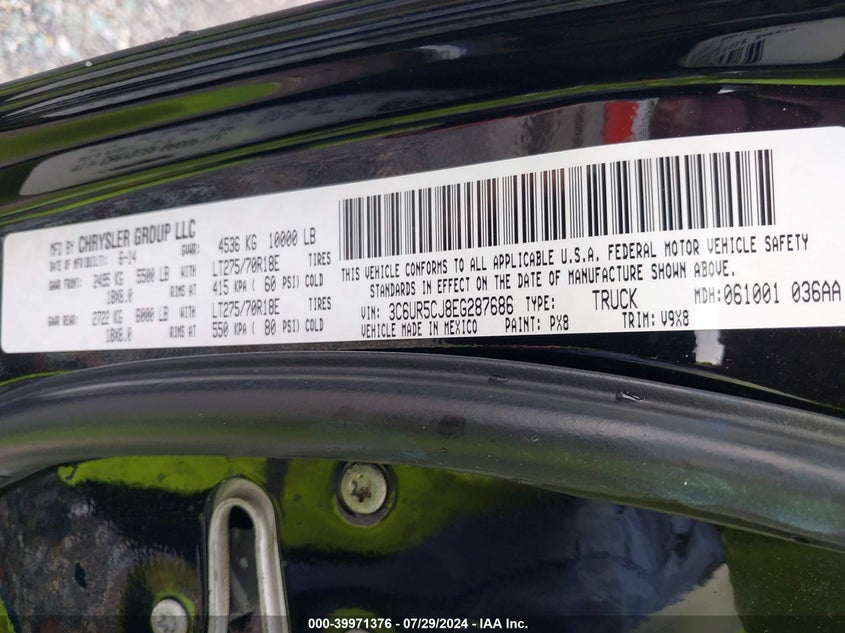 MFD BY CHRYSLER GROUP LLC
DATE OF MFR(BUILT): 6-14 GVWR: 4536 KG 10000 LB
GAWR FRONT: 2495 KG 5500 LB WITH LT275/70R18E TIRES
18X8.0 RIMS AT 415 KPA ( 60 PSI) COLD
GAWR REAR: 2722 KG 6000 LB WITH LT275/70R18E TIRES
18X8.0 RIMS AT 550 KPA ( 80 PSI) COLD
THIS VEHICLE CONFORMS TO ALL APPLICABLE U.S.A. FEDERAL MOTOR VEHICLE SAFETY
STANDARDS IN EFFECT ON THE DATE OF MANUFACTURE SHOWN ABOVE.
VIN: 3C6UR5CJ8EG287686 TYPE: TRUCK MDH:061001 036AA
VEHICLE MADE IN MEXICO PAINT: PX8 TRIM: V9X8
000-39971376 | 07/29/2024 - IAA Inc.